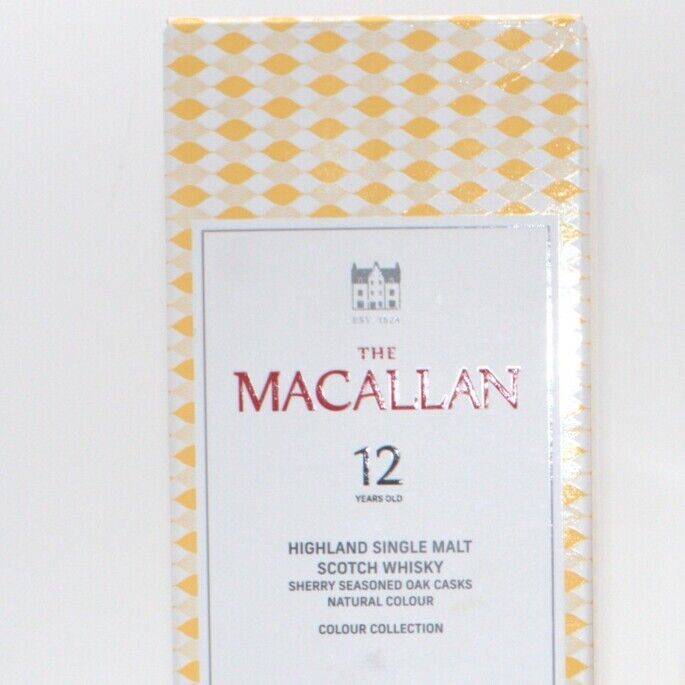 EST. 1824
THE
MACALLAN
12
YEARS OLD
HIGHLAND SINGLE MALT
SCOTCH WHISKY
SHERRY SEASONED OAK CASKS
NATURAL COLOUR
COLOUR COLLECTION